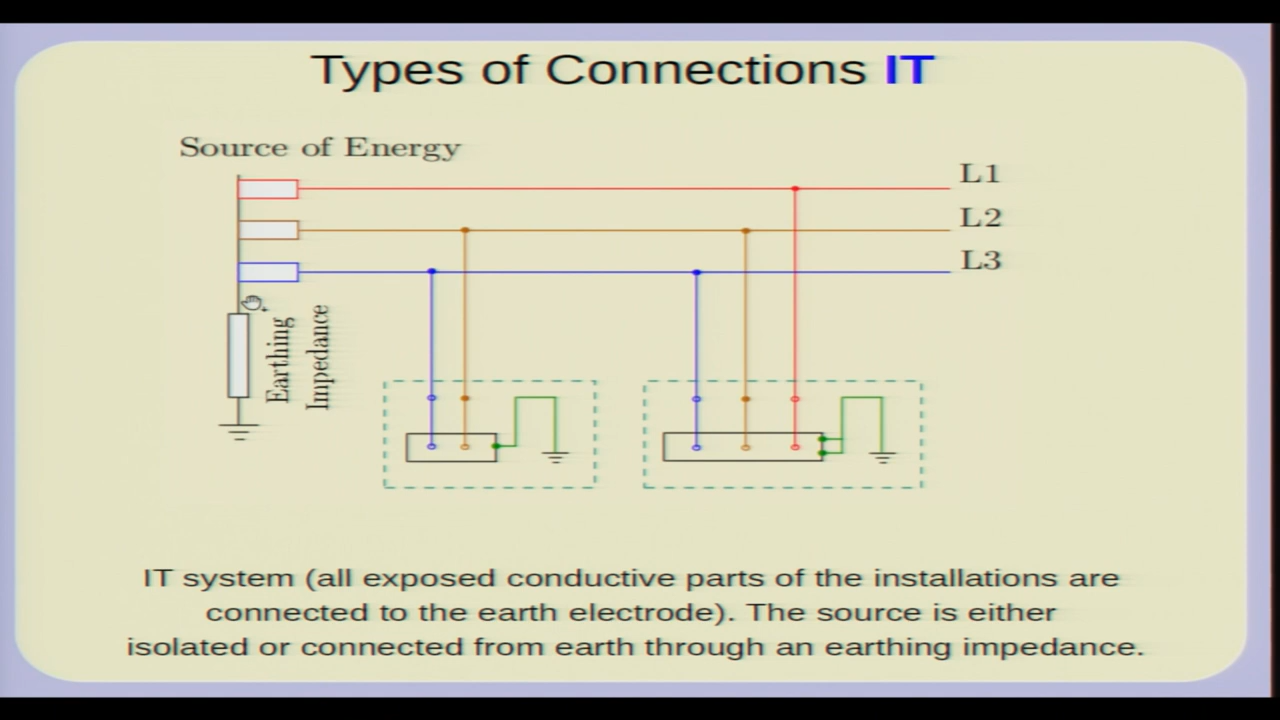 Types of Connections IT
Source of Energy
L1
L2
L3
Earthing
Impedance
IT system (all exposed conductive parts of the installations are
connected to the earth electrode). The source is either
isolated or connected from earth through an earthing impedance.